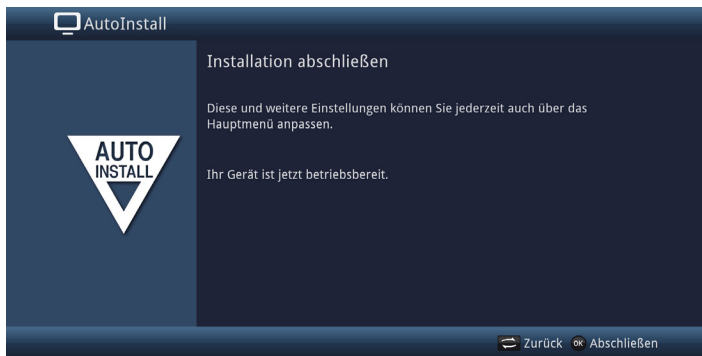 AutoInstall
Installation abschließen
Diese und weitere Einstellungen können Sie jederzeit auch über das
Hauptmenü anpassen.
AUTO
INSTALL
Ihr Gerät ist jetzt betriebsbereit.
Zurück OK Abschließen